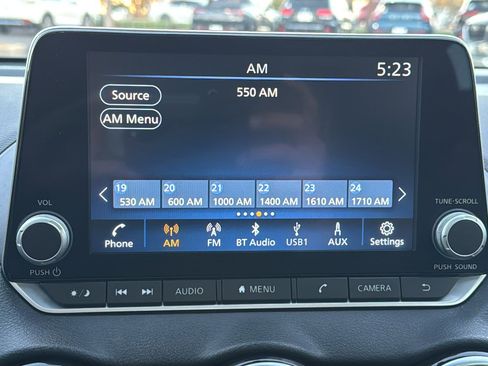 AM 5:23
Source 550 AM
AM Menu
19 20 21 22 23 24
530 AM 600 AM 1000 AM 1400 AM 1610 AM 1710 AM
Phone AM FM BT Audio USB1 AUX Settings
VOL TUNE·SCROLL
PUSH PUSH SOUND
AUDIO MENU CAMERA